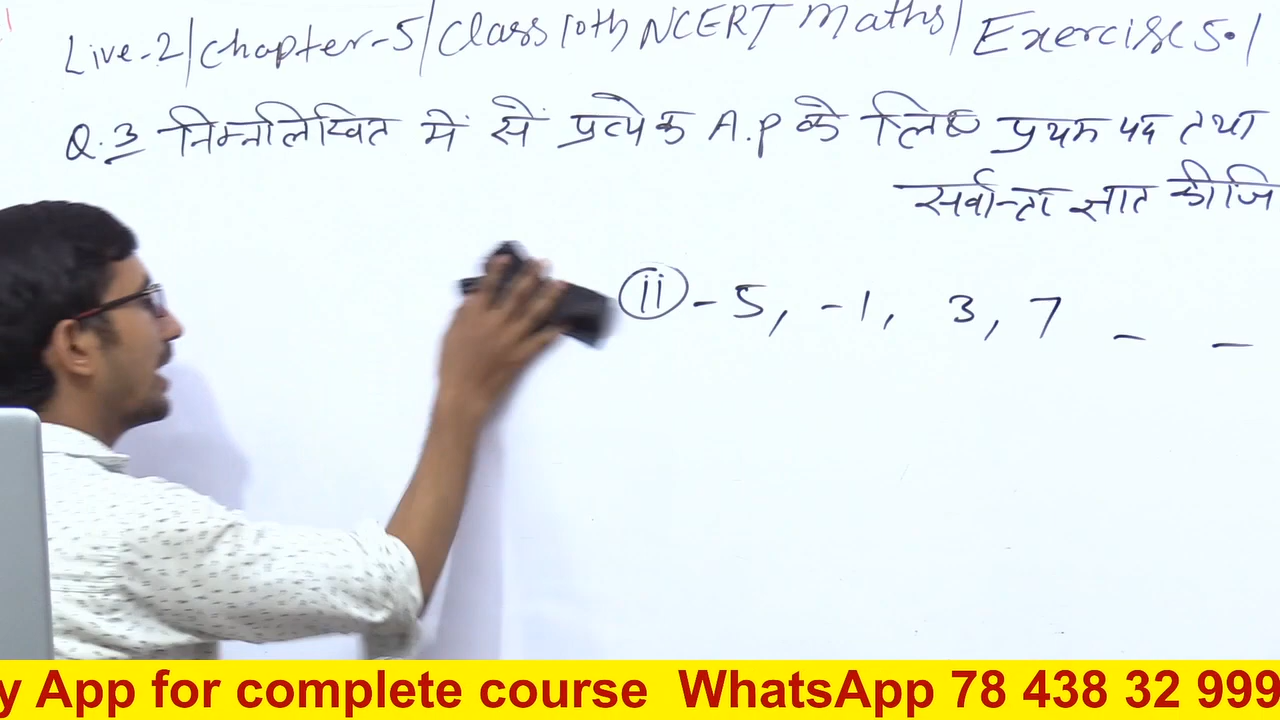 Live-2/Chapter-5/Class 10th NCERT Maths/ Exercise 5.1
Q.3 निम्नलिखित में से प्रत्येक A.P के लिए प्रथम पद तथा
सर्वान्तर ज्ञात कीजि
(ii) -5, -1, 3, 7 _ _
y App for complete course WhatsApp 78 438 32 999